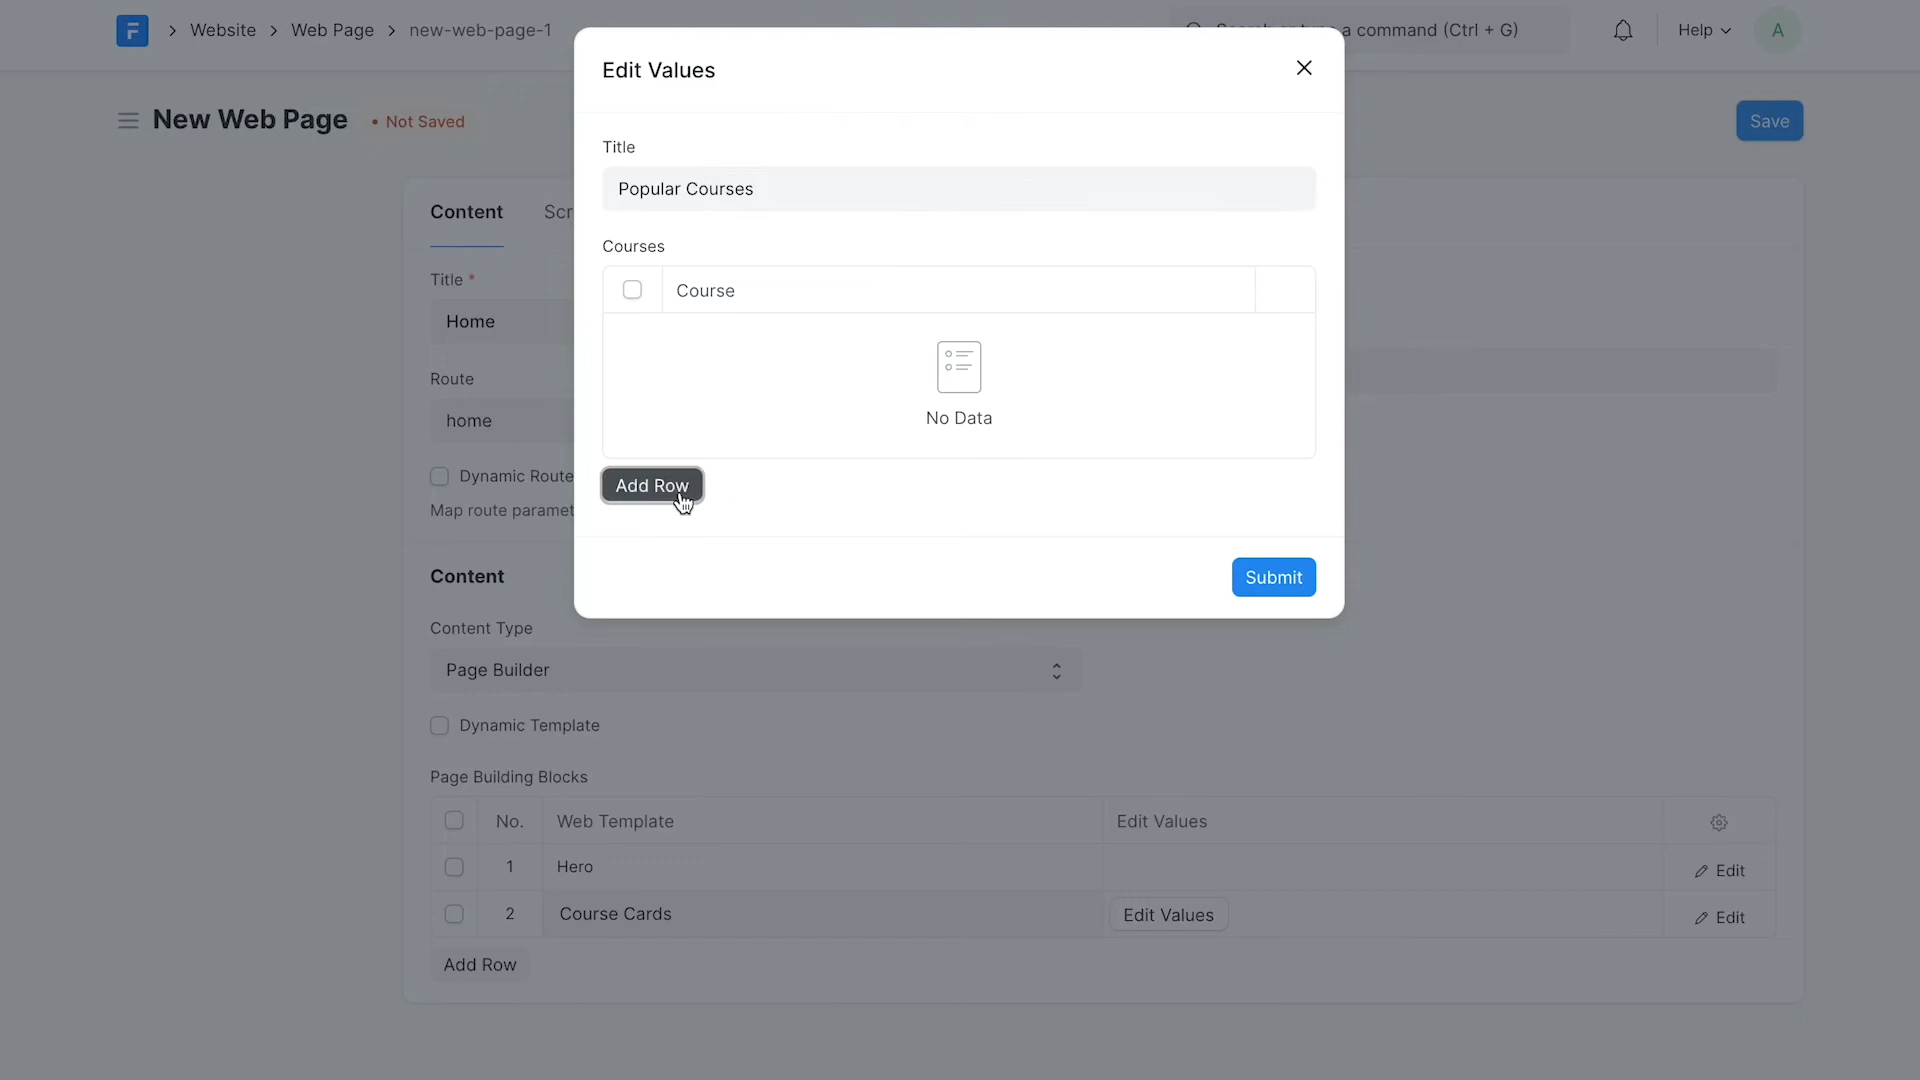 F
Website
Web Page
new-web-page-1
a command (Ctrl + G)
Help
A
New Web Page
• Not Saved
Save
Edit Values
Title
Popular Courses
Courses
Course
No Data
Add Row
Submit
Content
Scr
Title *
Home
Route
home
Dynamic Route
Map route paramet
Content
Content Type
Page Builder
Dynamic Template
Page Building Blocks
No. Web Template Edit Values
1 Hero Edit
2 Course Cards Edit Values Edit
Add Row